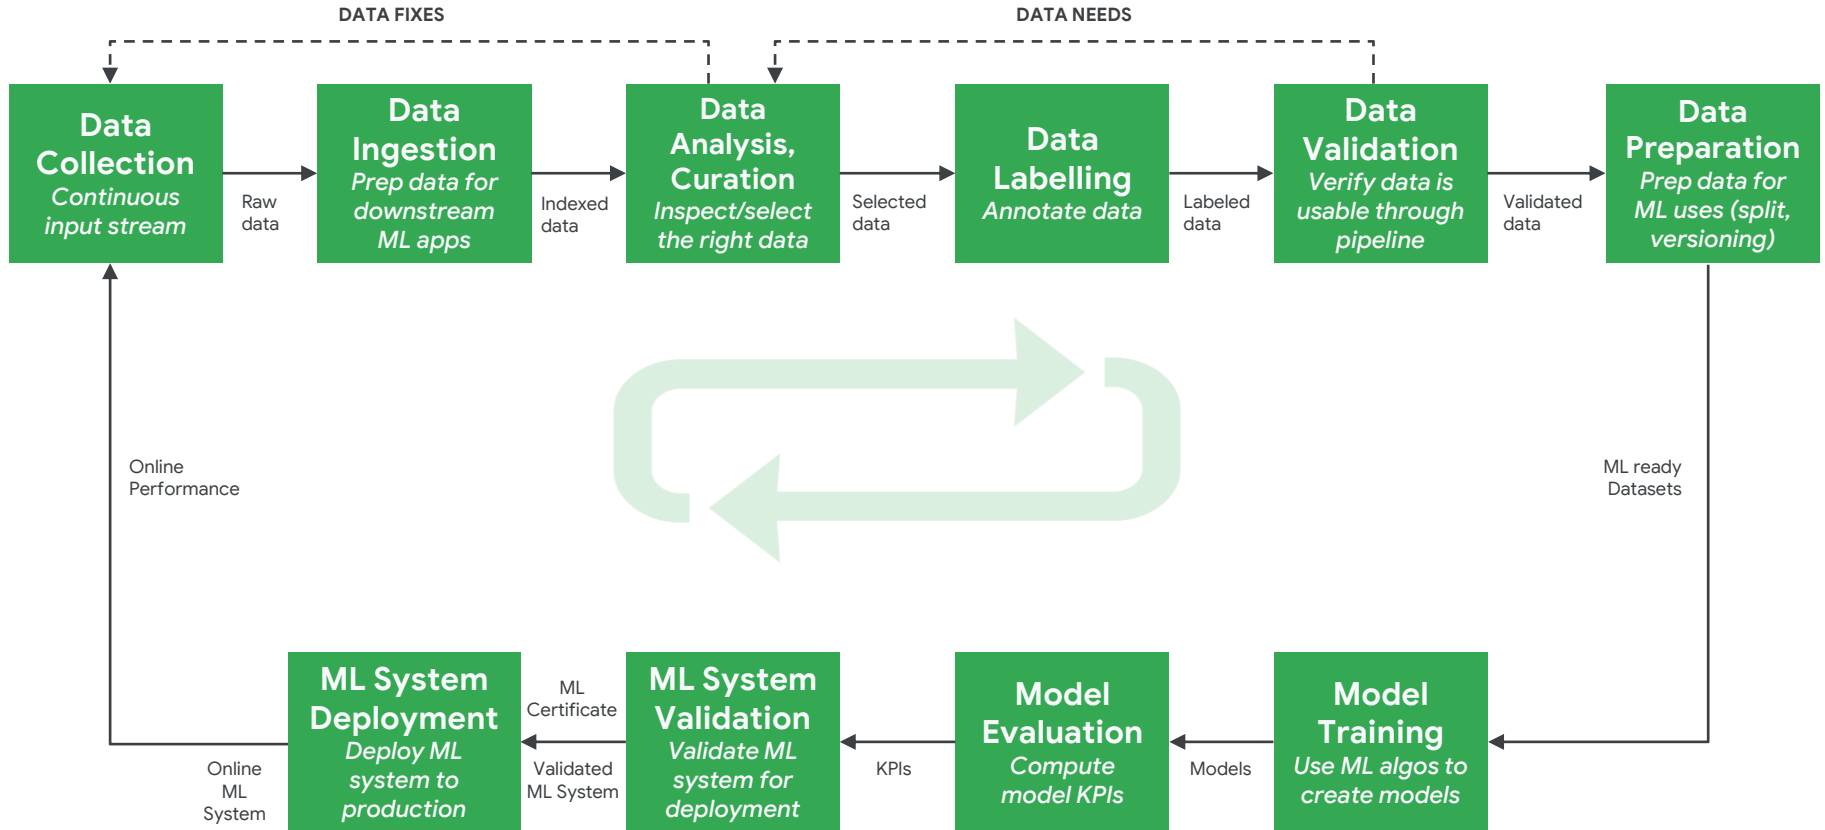 DATA FIXES
DATA NEEDS
Data
Collection
Continuous
input stream
Raw
data
Data
Ingestion
Prep data for
downstream
ML apps
Indexed
data
Data
Analysis,
Curation
Inspect/select
the right data
Selected
data
Data
Labelling
Annotate data
Labeled
data
Data
Validation
Verify data is
usable through
pipeline
Validated
data
Data
Preparation
Prep data for
ML uses (split,
versioning)
Online
Performance
ML ready
Datasets
ML System
Deployment
Deploy ML
system to
production
Online
ML
System
ML
Certificate
Validated
ML System
ML System
Validation
Validate ML
system for
deployment
KPIs
Model
Evaluation
Compute
model KPIs
Models
Model
Training
Use ML algos to
create models